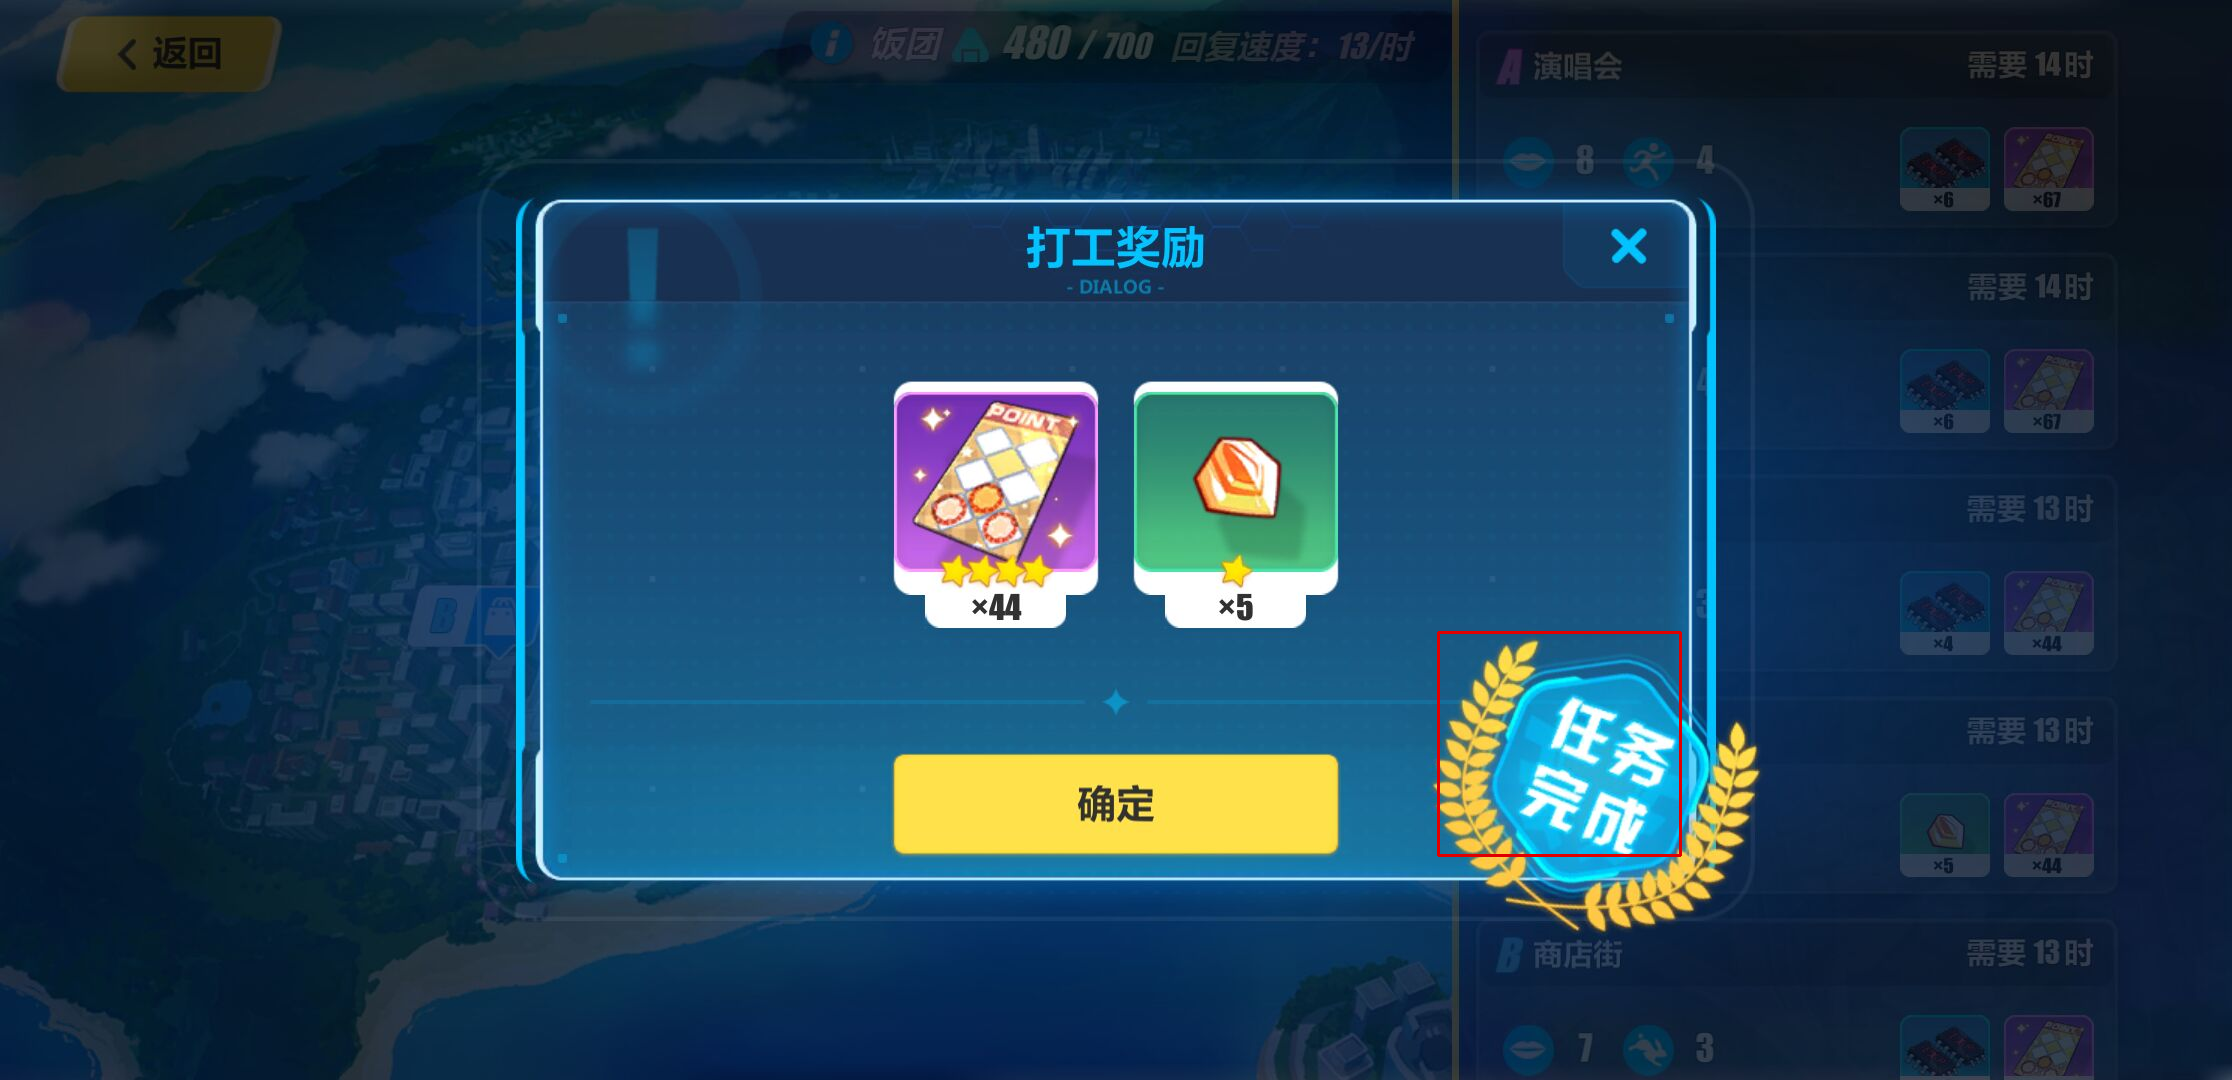 返回
饭团 480 / 700 回复速度: 13/时
A 演唱会 需要 14时
8 4
×6 ×67
需要 14时
×6 ×67
需要 13时
×4 ×44
需要 13时
×5 ×44
B 商店街 需要 13时
7 3
打工奖励
- DIALOG -
POINT
×44 ×5
确定
任务
完成
B